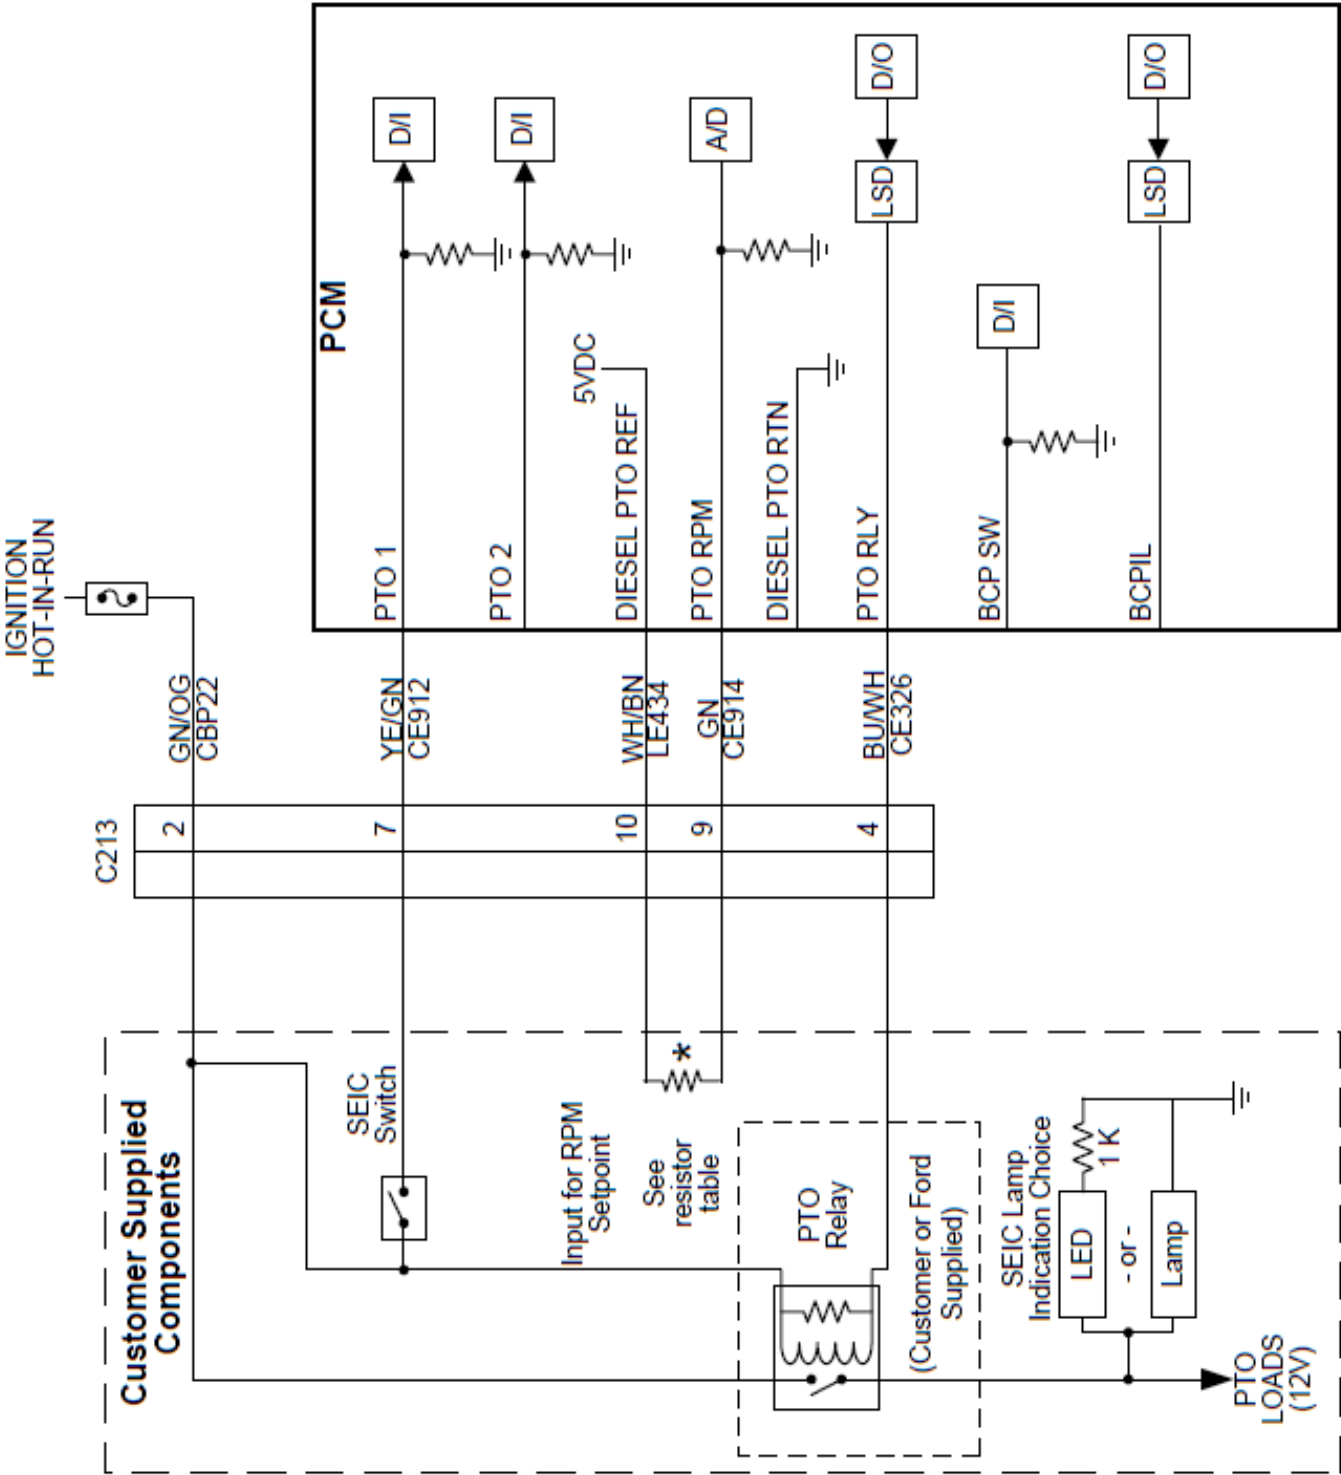 IGNITION
HOT-IN-RUN
PCM
D/I
D/I
A/D
D/O
LSD
D/I
D/O
LSD
5VDC
PTO 1
PTO 2
DIESEL PTO REF
PTO RPM
DIESEL PTO RTN
PTO RLY
BCP SW
BCPIL
GN/OG
CBP22
YE/GN
CE912
WH/BN
LE434
GN
CE914
BU/WH
CE326
C213
2
7
10
9
4
Customer Supplied
Components
SEIC
Switch
Input for RPM
Setpoint
See
resistor
table
*
PTO
Relay
(Customer or Ford
Supplied)
SEIC Lamp
Indication Choice
1 K
LED
- or -
Lamp
PTO
LOADS
(12V)